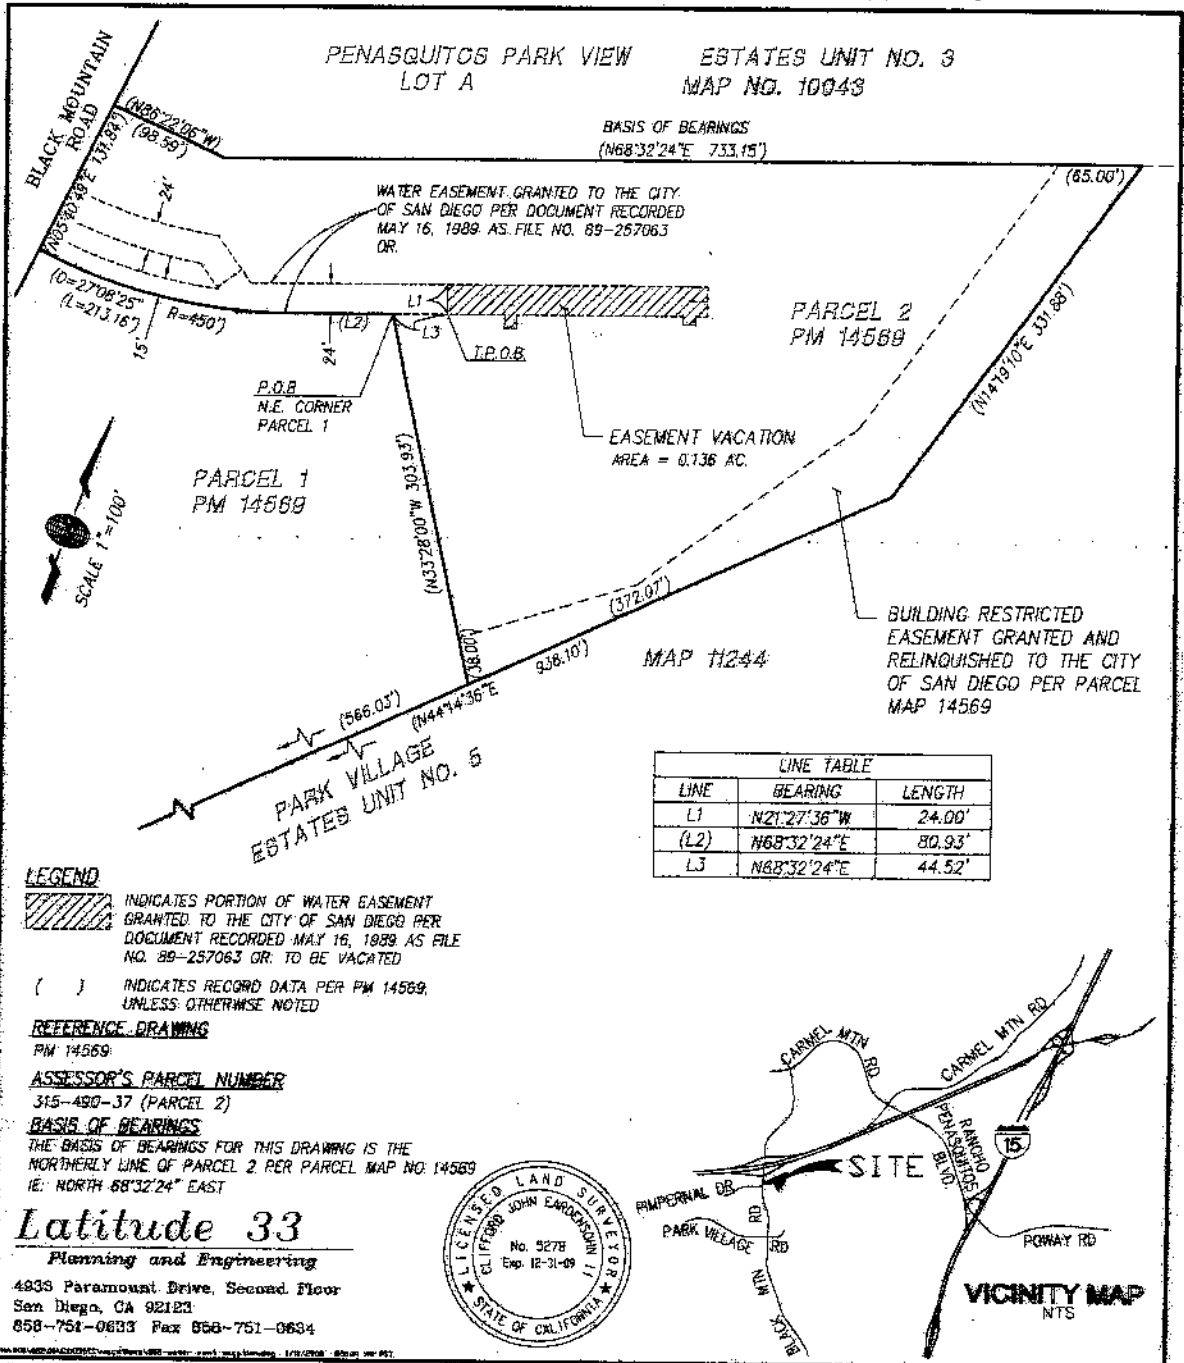 PENASQUITOS PARK VIEW ESTATES UNIT NO. 3
LOT A MAP NO. 10043
BLACK MOUNTAIN
ROAD
(N86°22'06"W)
(98.59')
(N05°40'49"E 131.84')
BASIS OF BEARINGS
(N68°32'24"E 733.15')
(65.00')
24'
WATER EASEMENT GRANTED TO THE CITY
OF SAN DIEGO PER DOCUMENT RECORDED
MAY 16, 1989 AS FILE NO. 89-257063
OR.
(D=27°08'25"
(L=213.16') R=450')
15'
(L2)
24'
L1
L3
T.P.O.B.
P.O.B
N.E. CORNER
PARCEL 1
PARCEL 2
PM 14569
(N14°19'10"E 331.88')
EASEMENT VACATION
AREA = 0.136 AC.
PARCEL 1
PM 14569
(N33°28'00"W 303.93')
SCALE 1"=100'
(38.00')
(372.07')
938.10')
(566.03')
(N44°14'36"E
MAP 11244
BUILDING RESTRICTED
EASEMENT GRANTED AND
RELINQUISHED TO THE CITY
OF SAN DIEGO PER PARCEL
MAP 14569
PARK VILLAGE
ESTATES UNIT NO. 5
LINE TABLE
LINE BEARING LENGTH
L1 N21°27'36"W 24.00'
(L2) N68°32'24"E 80.93'
L3 N68°32'24"E 44.52'
LEGEND
INDICATES PORTION OF WATER EASEMENT
GRANTED TO THE CITY OF SAN DIEGO PER
DOCUMENT RECORDED MAY 16, 1989 AS FILE
NO. 89-257063 OR. TO BE VACATED
( ) INDICATES RECORD DATA PER PM 14569,
UNLESS OTHERWISE NOTED
REFERENCE DRAWING
PM 14569
ASSESSOR'S PARCEL NUMBER
315-490-37 (PARCEL 2)
BASIS OF BEARINGS
THE BASIS OF BEARINGS FOR THIS DRAWING IS THE
NORTHERLY LINE OF PARCEL 2 PER PARCEL MAP NO. 14569
IE: NORTH 68°32'24" EAST
Latitude 33
Planning and Engineering
4933 Paramount Drive, Second Floor
San Diego, CA 92123
858-751-0633 Fax 858-751-0634
LICENSED LAND SURVEYOR
CLIFFORD JOHN
No. 5278
Exp. 12-31-09
STATE OF CALIFORNIA
CARMEL MTN RD
CARMEL MTN RD
RANCHO
PENASQUITOS
BLVD.
15
SITE
PIMPERNAL DR
PARK VILLAGE RD
BLACK MTN RD
POWAY RD
VICINITY MAP
NTS